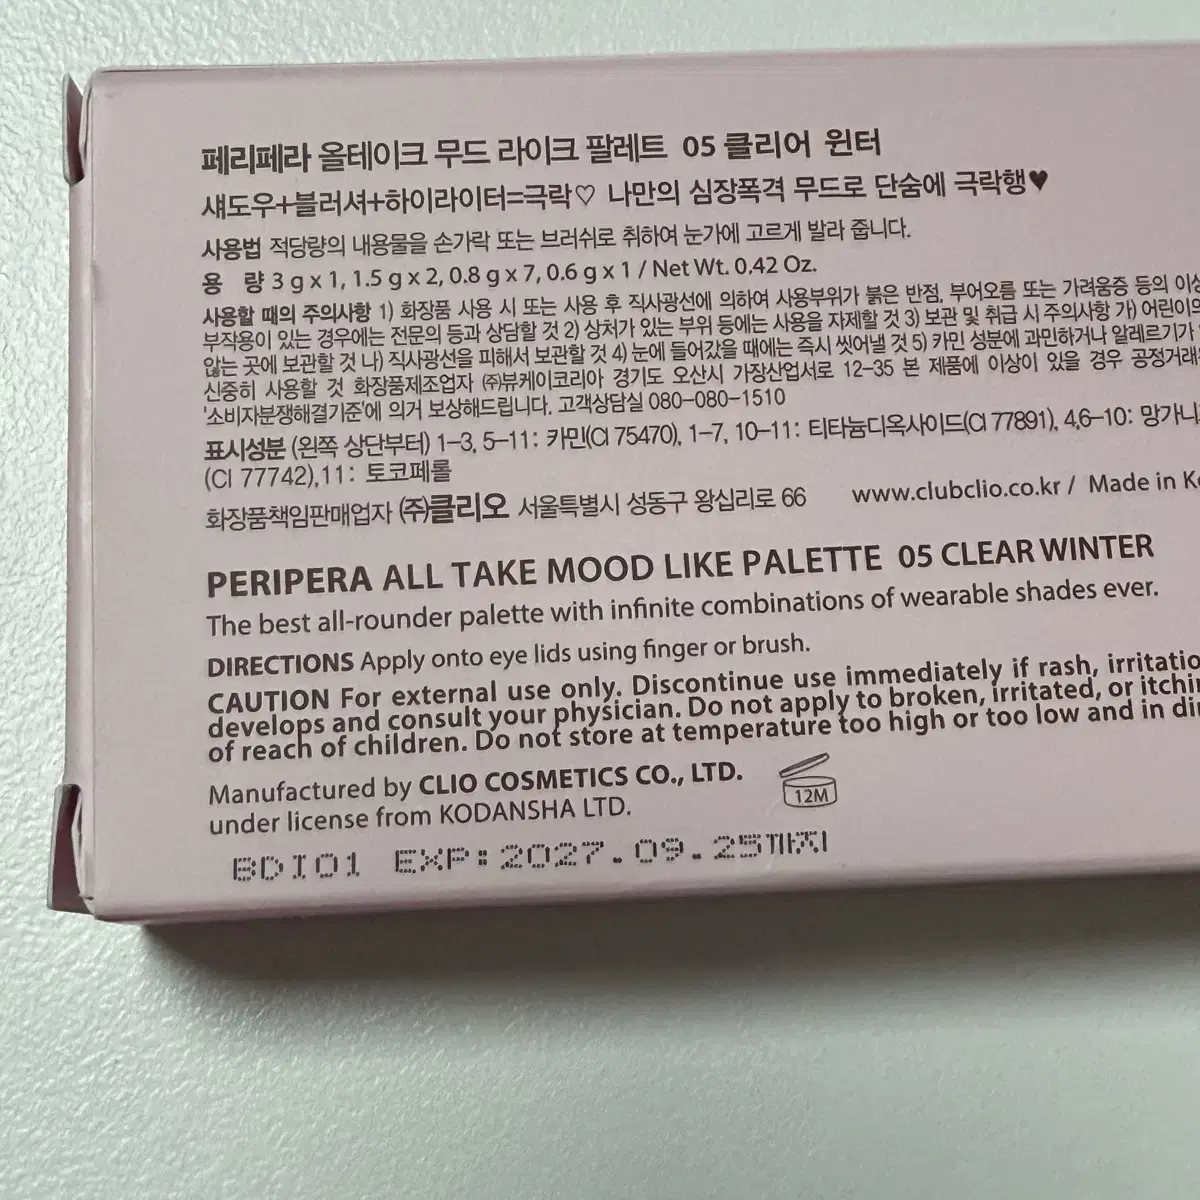 페리페라 올테이크 무드 라이크 팔레트 05 클리어 윈터
섀도우+블러셔+하이라이터=극락♡ 나만의 심장폭격 무드로 단숨에 극락행♥
사용법 적당량의 내용물을 손가락 또는 브러쉬로 취하여 눈가에 고르게 발라 줍니다.
용 량 3 g x 1, 1.5 g x 2, 0.8 g x 7, 0.6 g x 1 / Net Wt. 0.42 Oz.
사용할 때의 주의사항 1) 화장품 사용 시 또는 사용 후 직사광선에 의하여 사용부위가 붉은 반점, 부어오름 또는 가려움증 등의 이상
부작용이 있는 경우에는 전문의 등과 상담할 것 2) 상처가 있는 부위 등에는 사용을 자제할 것 3) 보관 및 취급 시 주의사항 가) 어린이의
않는 곳에 보관할 것 나) 직사광선을 피해서 보관할 것 4) 눈에 들어갔을 때에는 즉시 씻어낼 것 5) 카민 성분에 과민하거나 알레르기가
신중히 사용할 것 화장품제조업자 ㈜뷰케이코리아 경기도 오산시 가장산업서로 12-35 본 제품에 이상이 있을 경우 공정거래
'소비자분쟁해결기준'에 의거 보상해드립니다. 고객상담실 080-080-1510
표시성분 (왼쪽 상단부터) 1-3, 5-11: 카민(CI 75470), 1-7, 10-11: 티타늄디옥사이드(CI 77891), 4,6-10: 망가니
(CI 77742),11: 토코페롤
화장품책임판매업자 (주)클리오 서울특별시 성동구 왕십리로 66 www.clubclio.co.kr / Made in K
PERIPERA ALL TAKE MOOD LIKE PALETTE 05 CLEAR WINTER
The best all-rounder palette with infinite combinations of wearable shades ever.
DIRECTIONS Apply onto eye lids using finger or brush.
CAUTION For external use only. Discontinue use immediately if rash, irritatio
develops and consult your physician. Do not apply to broken, irritated, or itchi
of reach of children. Do not store at temperature too high or too low and in di
Manufactured by CLIO COSMETICS CO., LTD.
under license from KODANSHA LTD.
12M
BDI01 EXP:2027.09.25까지